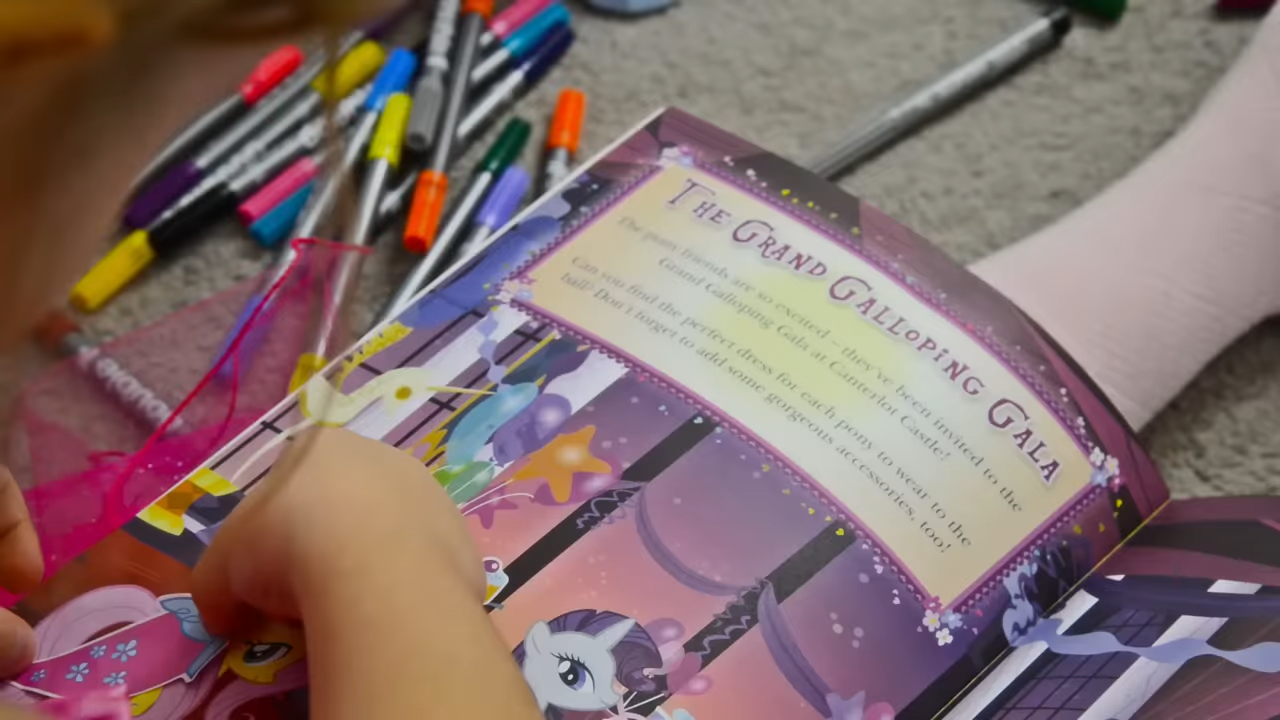 THE GRAND GALLOPING GALA
The pony friends are so excited – they've been invited to the
Grand Galloping Gala at Canterlot Castle!
Can you find the perfect dress for each pony to wear to the
ball? Don't forget to add some gorgeous accessories, too!